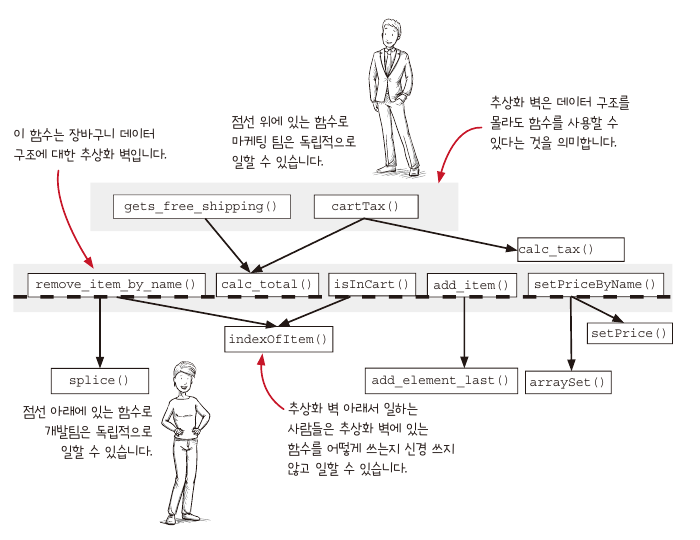 점선 위에 있는 함수로
마케팅 팀은 독립적으로
일할 수 있습니다.
추상화 벽은 데이터 구조를
몰라도 함수를 사용할 수
있다는 것을 의미합니다.
이 함수는 장바구니 데이터
구조에 대한 추상화 벽입니다.
gets_free_shipping()
cartTax()
calc_tax()
remove_item_by_name()
calc_total()
isInCart()
add_item()
setPriceByName()
indexOfItem()
setPrice()
splice()
add_element_last()
arraySet()
점선 아래에 있는 함수로
개발팀은 독립적으로
일할 수 있습니다.
추상화 벽 아래서 일하는
사람들은 추상화 벽에 있는
함수를 어떻게 쓰는지 신경 쓰지
않고 일할 수 있습니다.